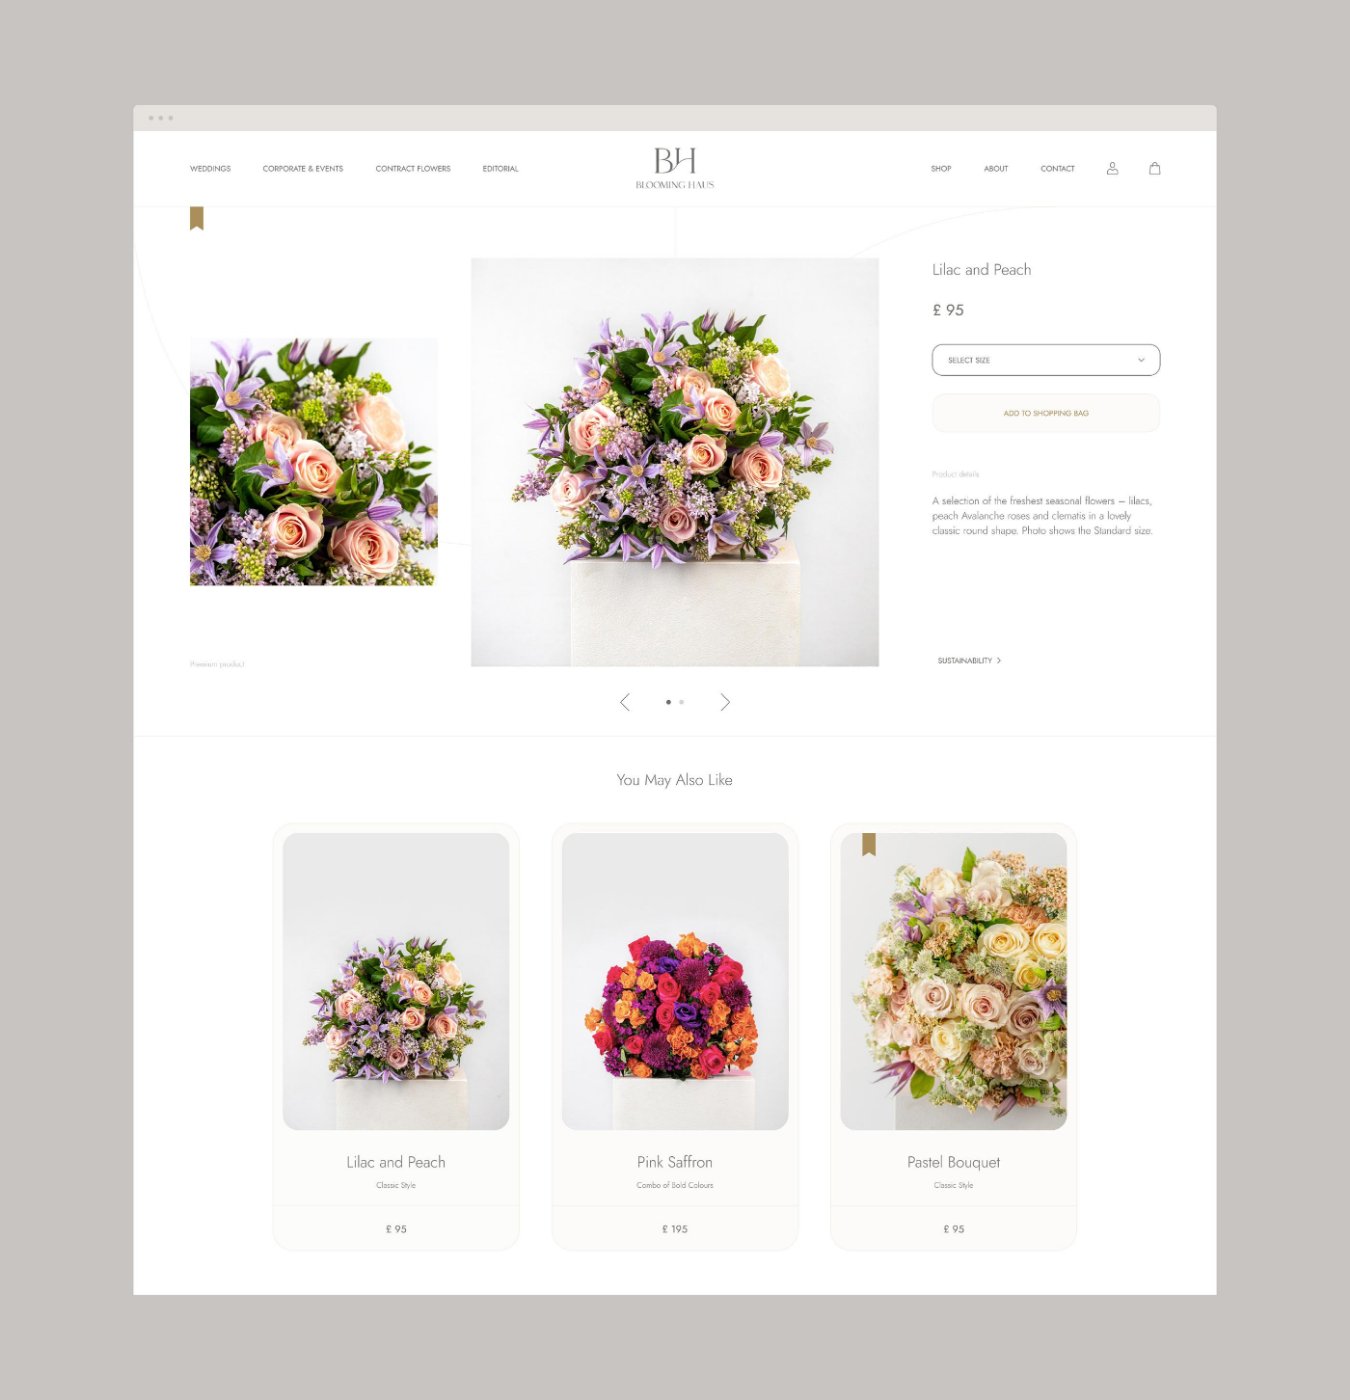 WEDDINGS
CORPORATE & EVENTS
CONTRACT FLOWERS
EDITORIAL
BH
BLOOMING HAUS
SHOP
ABOUT
CONTACT
Lilac and Peach
£ 95
SELECT SIZE
ADD TO SHOPPING BAG
Product details
A selection of the freshest seasonal flowers – lilacs,
peach Avalanche roses and clematis in a lovely
classic round shape. Photo shows the Standard size.
Premium product
SUSTAINABILITY
You May Also Like
Lilac and Peach
Classic Style
£ 95
Pink Saffron
Combo of Bold Colours
£ 195
Pastel Bouquet
Classic Style
£ 95